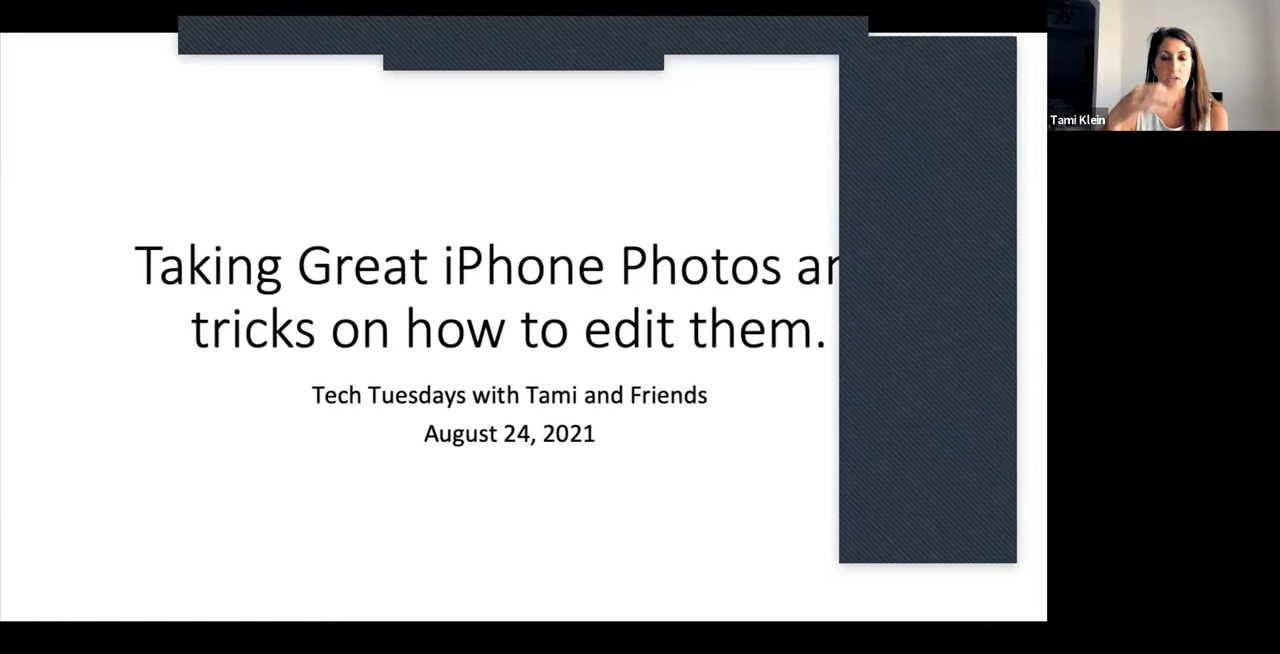 Taking Great iPhone Photos
tricks on how to edit them.
Tech Tuesdays with Tami and Friends
August 24, 2021
Tami Klein